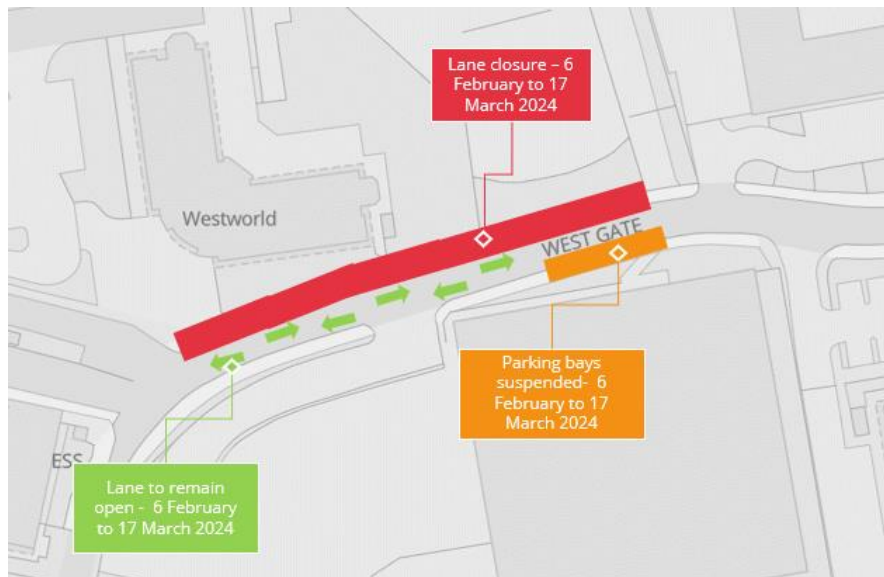 Lane closure – 6
February to 17
March 2024
Westworld
WEST GATE
Parking bays
suspended- 6
February to 17
March 2024
ESS
Lane to remain
open - 6 February
to 17 March 2024